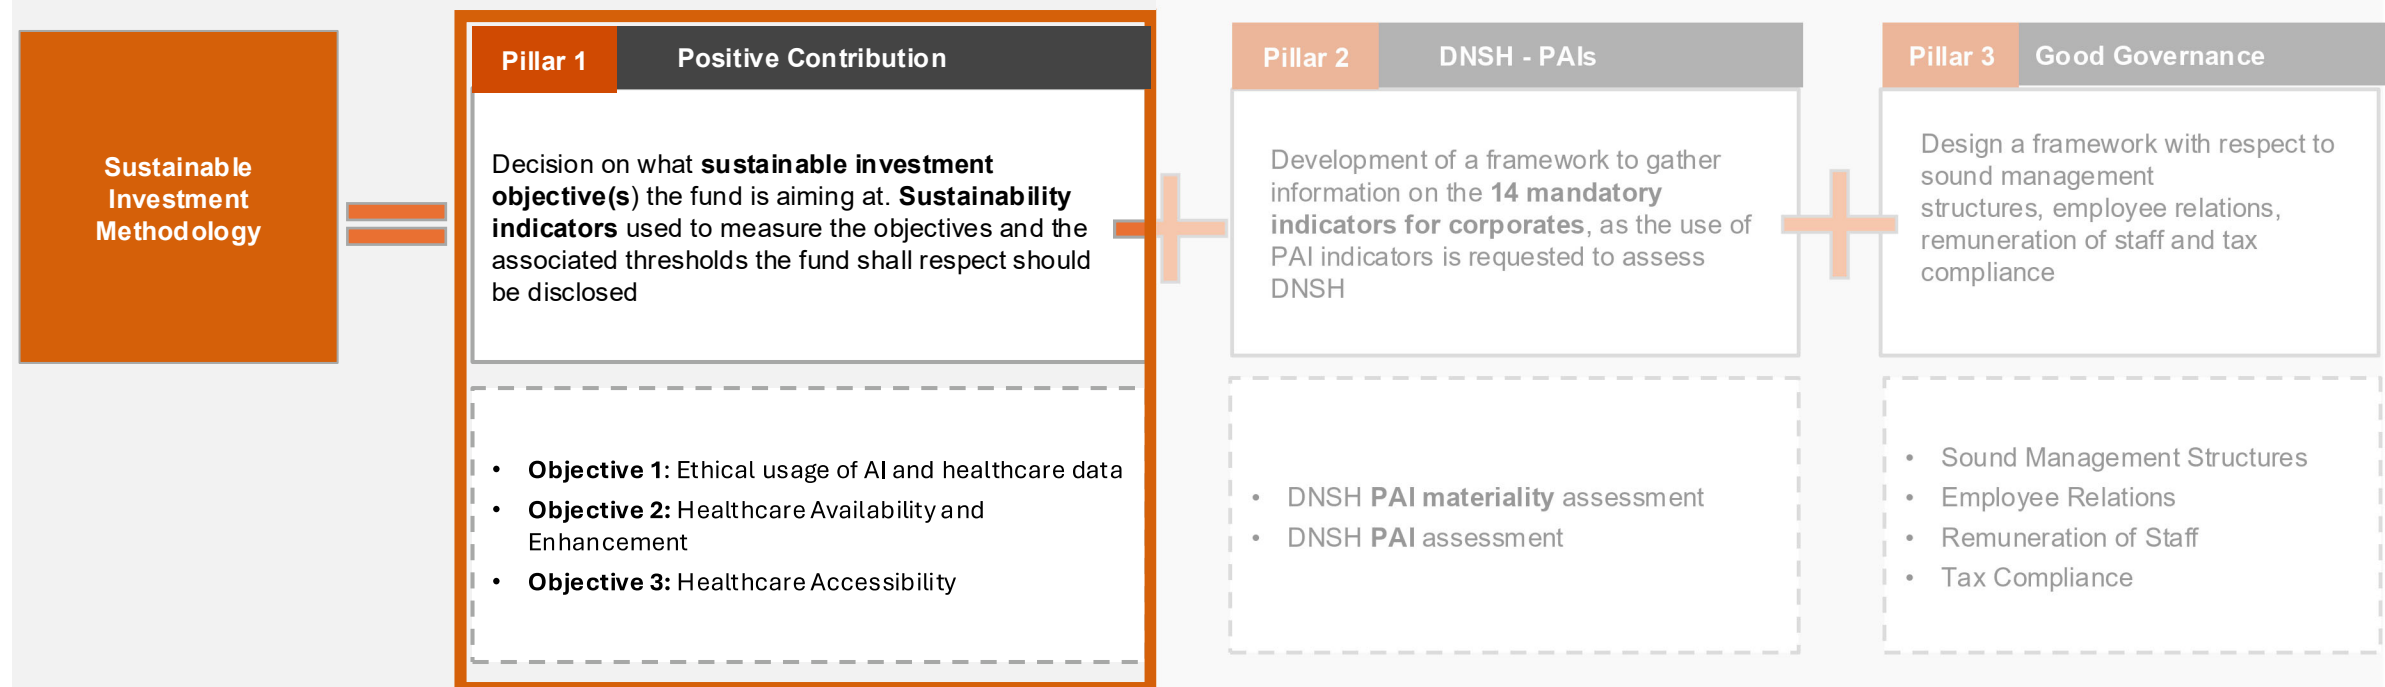 Sustainable
Investment
Methodology
Pillar 1
Positive Contribution
Decision on what sustainable investment
objective(s) the fund is aiming at. Sustainability
indicators used to measure the objectives and the
associated thresholds the fund shall respect should
be disclosed
• Objective 1: Ethical usage of AI and healthcare data
• Objective 2: Healthcare Availability and
Enhancement
• Objective 3: Healthcare Accessibility
Pillar 2
DNSH - PAIs
Development of a framework to gather
information on the 14 mandatory
indicators for corporates, as the use of
PAI indicators is requested to assess
DNSH
• DNSH PAI materiality assessment
• DNSH PAI assessment
Pillar 3
Good Governance
Design a framework with respect to
sound management
structures, employee relations,
remuneration of staff and tax
compliance
• Sound Management Structures
• Employee Relations
• Remuneration of Staff
• Tax Compliance